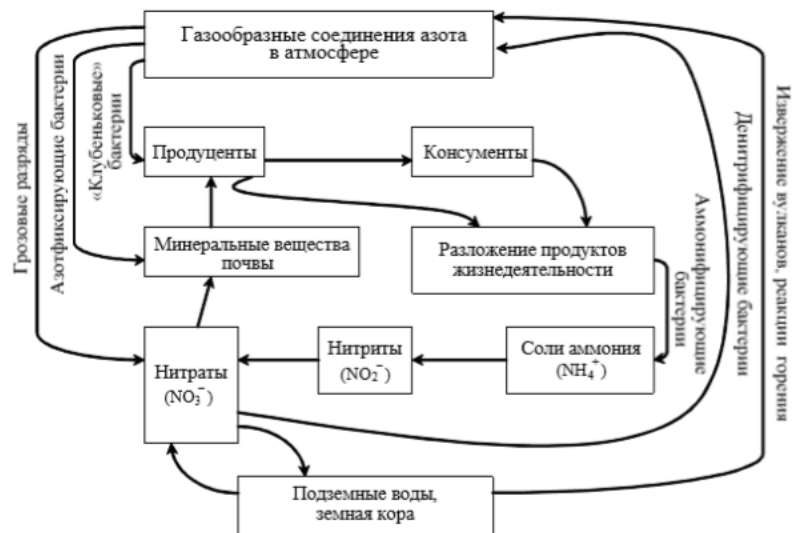 Газообразные соединения азота
в атмосфере
Грозовые разряды
Азотфиксирующие бактерии
«Клубеньковые»
бактерии
Продуценты
Консументы
Минеральные вещества
почвы
Разложение продуктов
жизнедеятельности
Аммонифицирующие
бактерии
Денитрифицирующие бактерии
Извержение вулканов, реакции горения
Нитраты
(NO₃⁻)
Нитриты
(NO₂⁻)
Соли аммония
(NH₄⁺)
Подземные воды,
земная кора